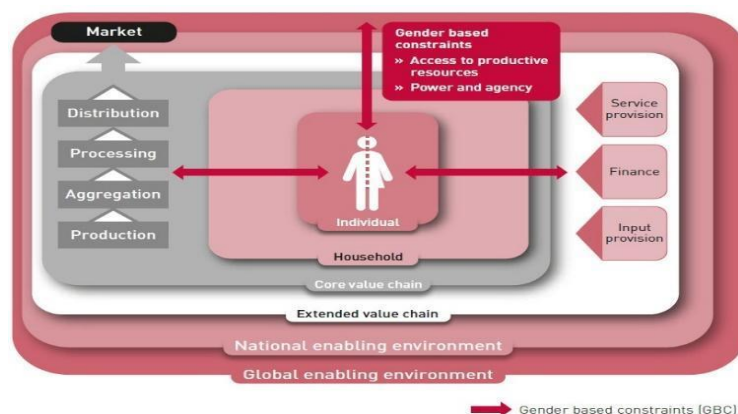 Market
Gender based
constraints
» Access to productive
resources
» Power and agency
Distribution
Processing
Aggregation
Production
Service
provision
Finance
Input
provision
Individual
Household
Core value chain
Extended value chain
National enabling environment
Global enabling environment
Gender based constraints (GBC)